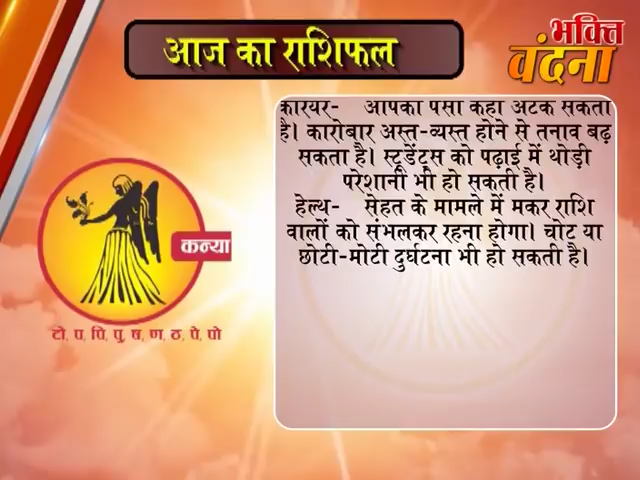 आज का राशिफल
भक्ति
वंदना
करियर- आपका पैसा कहीं अटक सकता
है। कारोबार अस्त-व्यस्त होने से तनाव बढ़
सकता है। स्टूडेंट्स को पढ़ाई में थोड़ी
परेशानी भी हो सकती है।
हेल्थ- सेहत के मामले में मकर राशि
वालों को संभलकर रहना होगा। चोट या
छोटी-मोटी दुर्घटना भी हो सकती है।
कन्या
टो, प, पि, पु, ष, ण, ठ, पे, पो